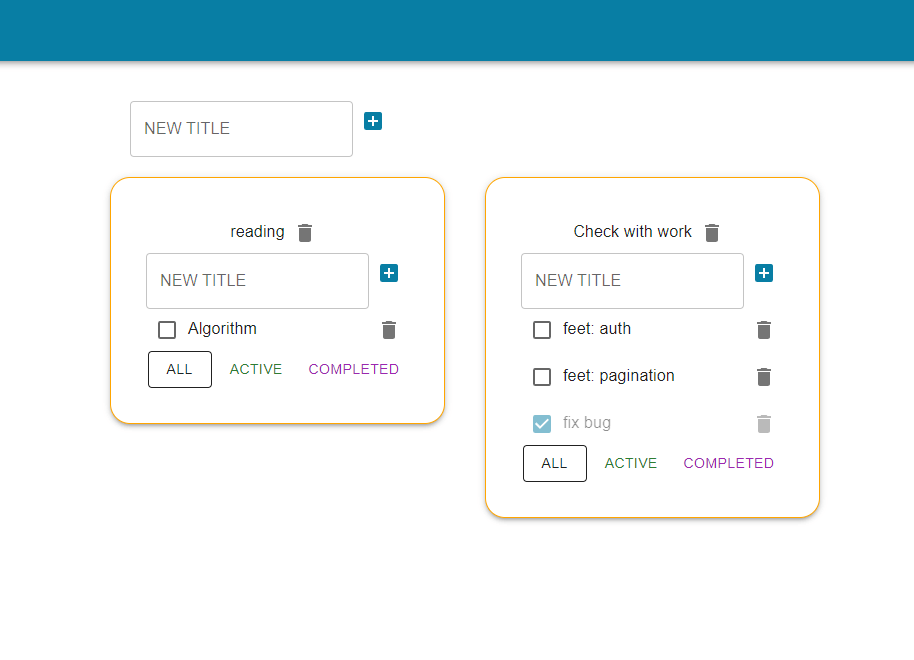 NEW TITLE
reading
NEW TITLE
Algorithm
ALL ACTIVE COMPLETED
Check with work
NEW TITLE
feet: auth
feet: pagination
fix bug
ALL ACTIVE COMPLETED